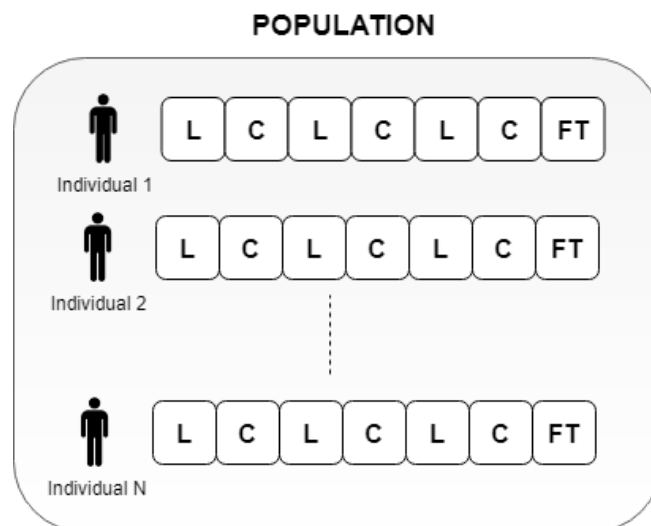 POPULATION
L C L C L C FT
Individual 1
L C L C L C FT
Individual 2
L C L C L C FT
Individual N